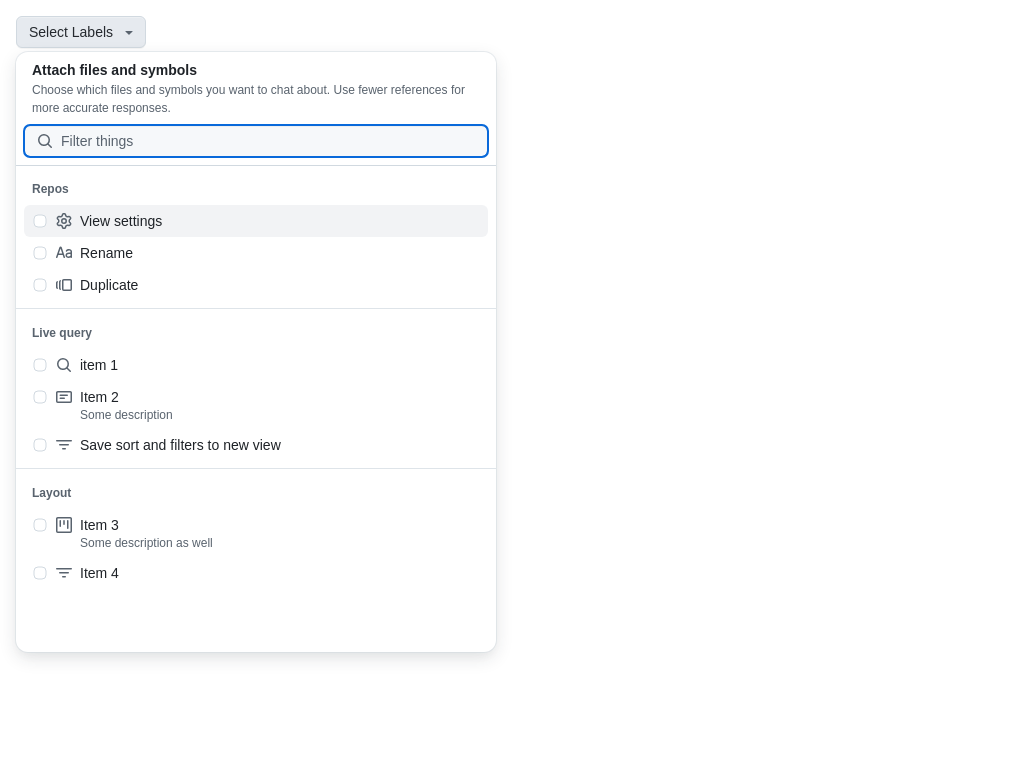 Select Labels
Attach files and symbols
Choose which files and symbols you want to chat about. Use fewer references for
more accurate responses.
Filter things
Repos
View settings
Rename
Duplicate
Live query
item 1
Item 2
Some description
Save sort and filters to new view
Layout
Item 3
Some description as well
Item 4